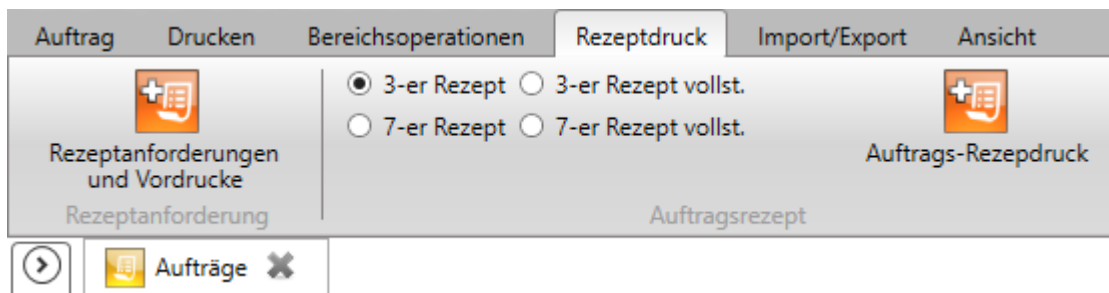 Auftrag Drucken Bereichsoperationen Rezeptdruck Import/Export Ansicht
3-er Rezept 3-er Rezept vollst.
7-er Rezept 7-er Rezept vollst.
Rezeptanforderungen
und Vordrucke
Auftrags-Rezepdruck
Rezeptanforderung
Auftragsrezept
Aufträge